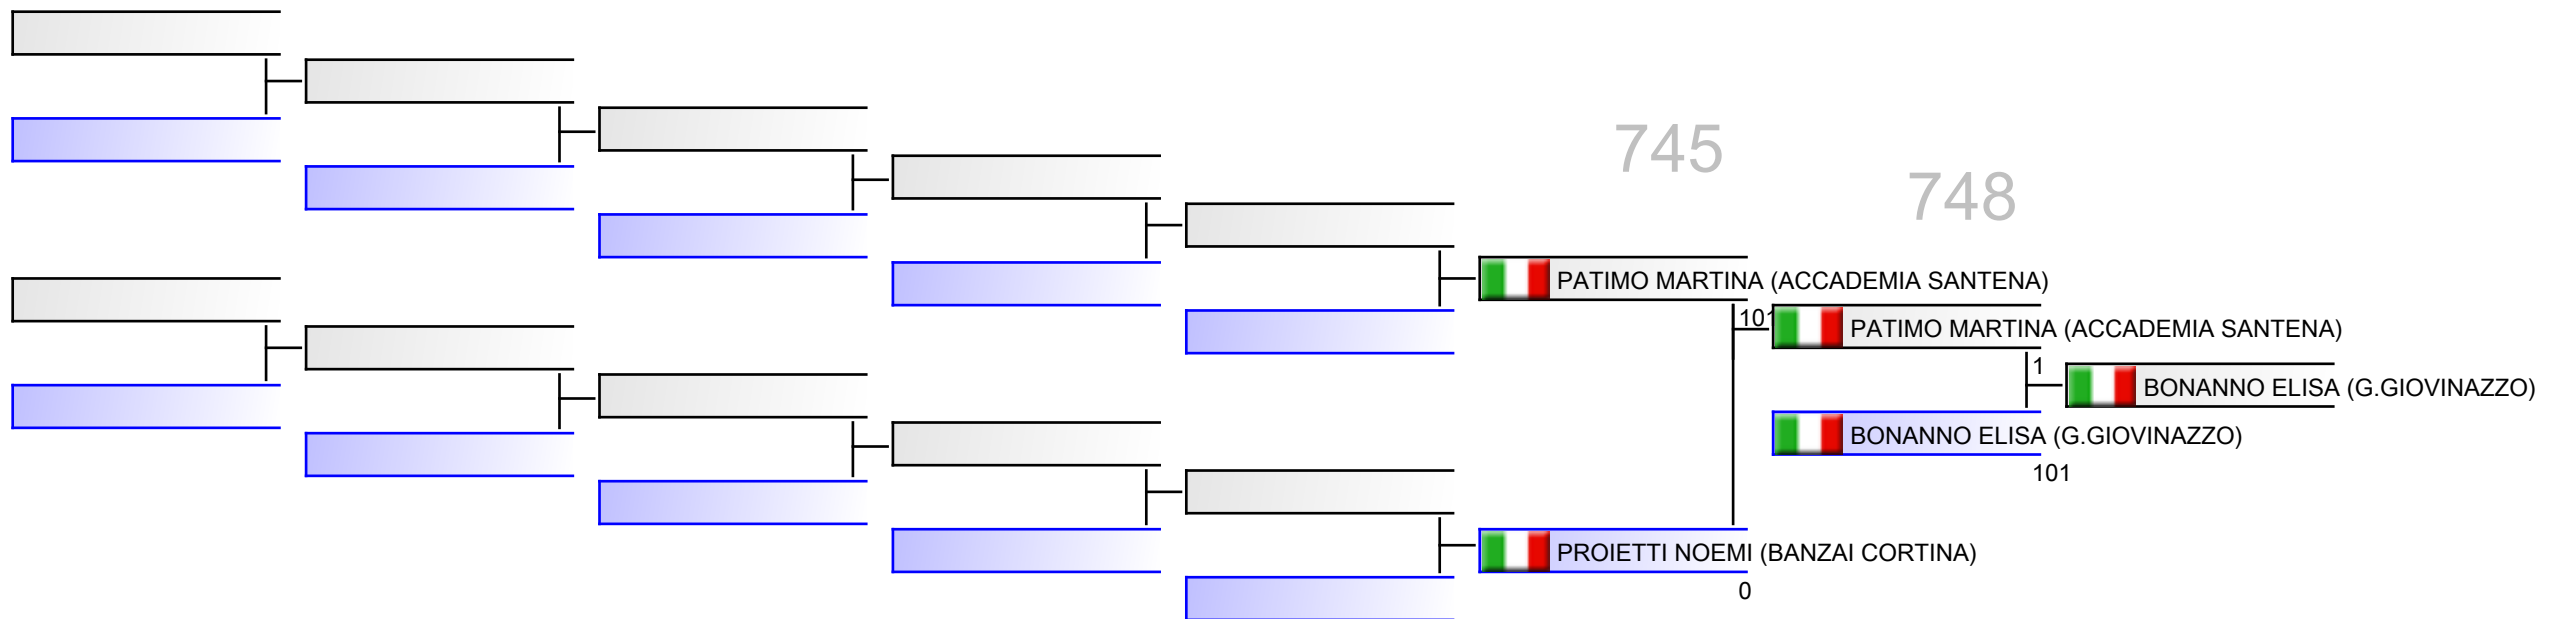 745
748
PATIMO MARTINA (ACCADEMIA SANTENA)
101
PATIMO MARTINA (ACCADEMIA SANTENA)
1
BONANNO ELISA (G.GIOVINAZZO)
BONANNO ELISA (G.GIOVINAZZO)
101
PROIETTI NOEMI (BANZAI CORTINA)
0